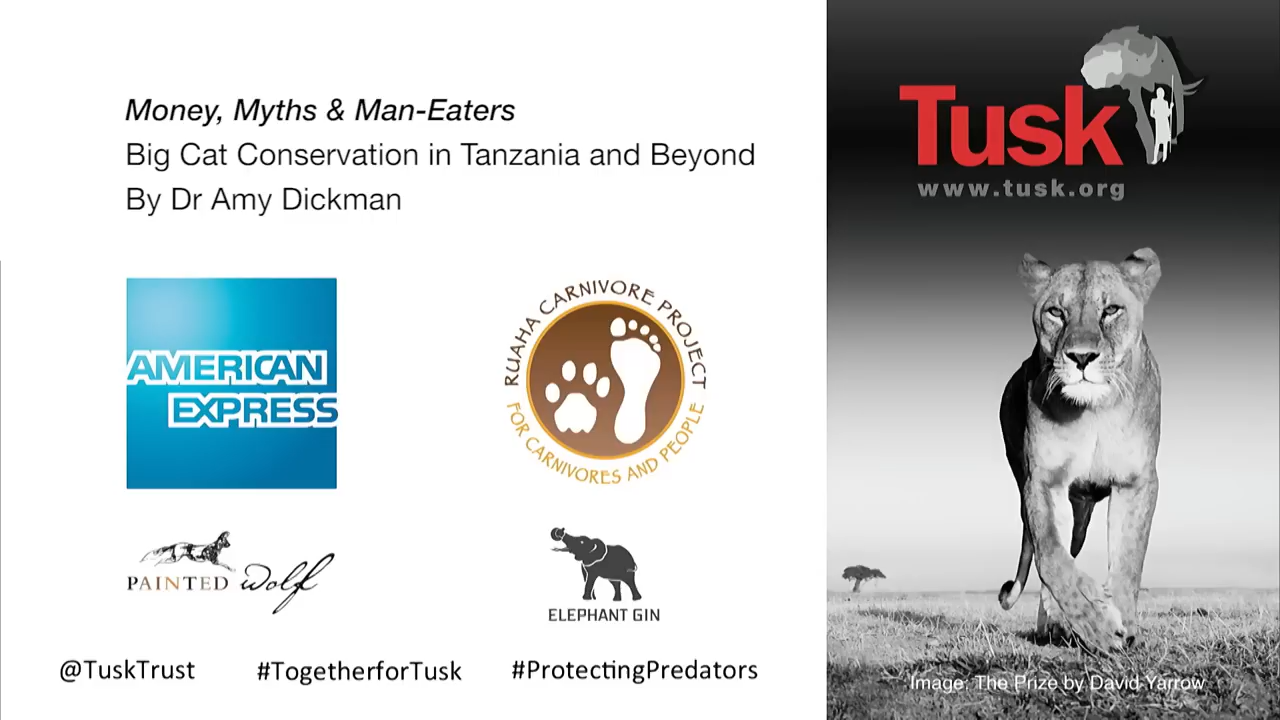 Money, Myths & Man-Eaters
Big Cat Conservation in Tanzania and Beyond
By Dr Amy Dickman
AMERICAN
EXPRESS
RUAHA CARNIVORE PROJECT
FOR CARNIVORES AND PEOPLE
PAINTED wolf
ELEPHANT GIN
@TuskTrust #TogetherforTusk #ProtectingPredators
Tusk
www.tusk.org
Image: The Prize by David Yarrow